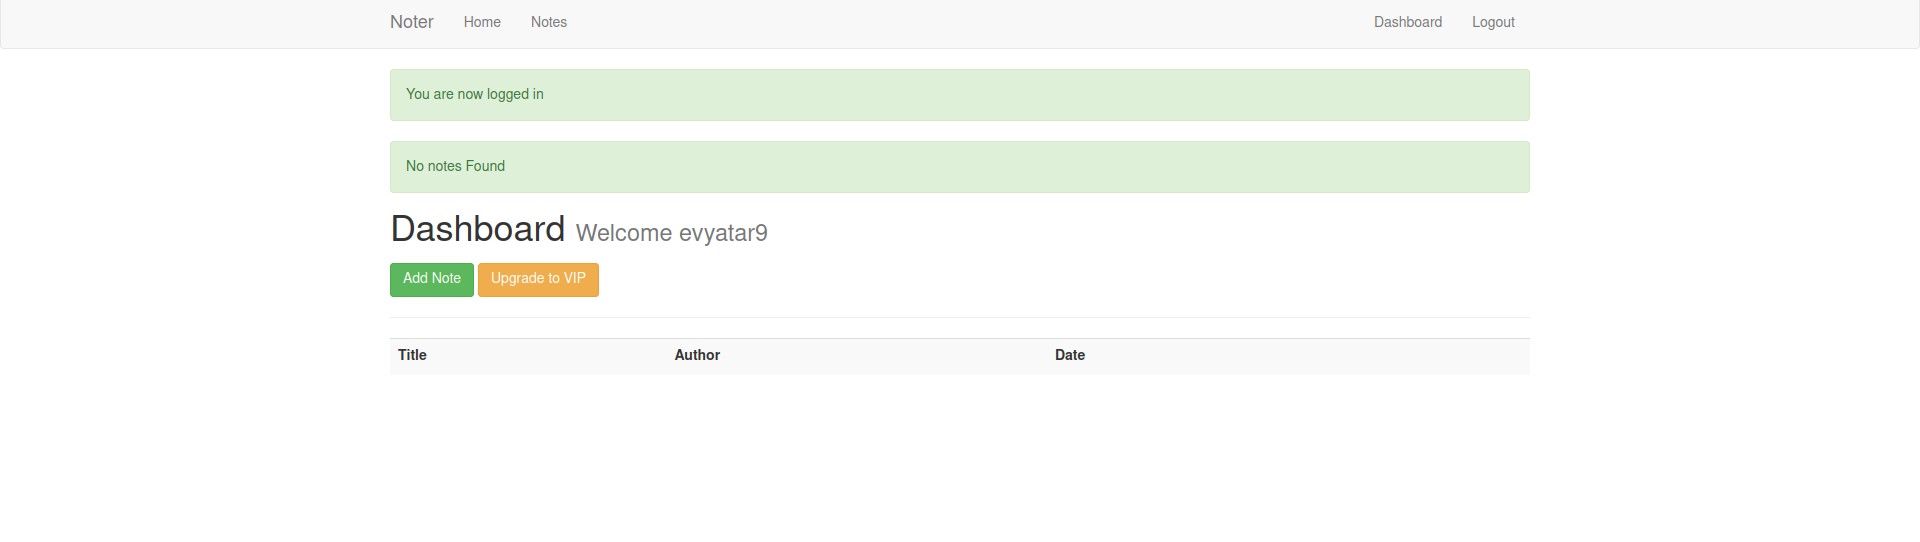 Noter Home Notes Dashboard Logout
You are now logged in
No notes Found
Dashboard Welcome evyatar9
Add Note Upgrade to VIP
Title Author Date